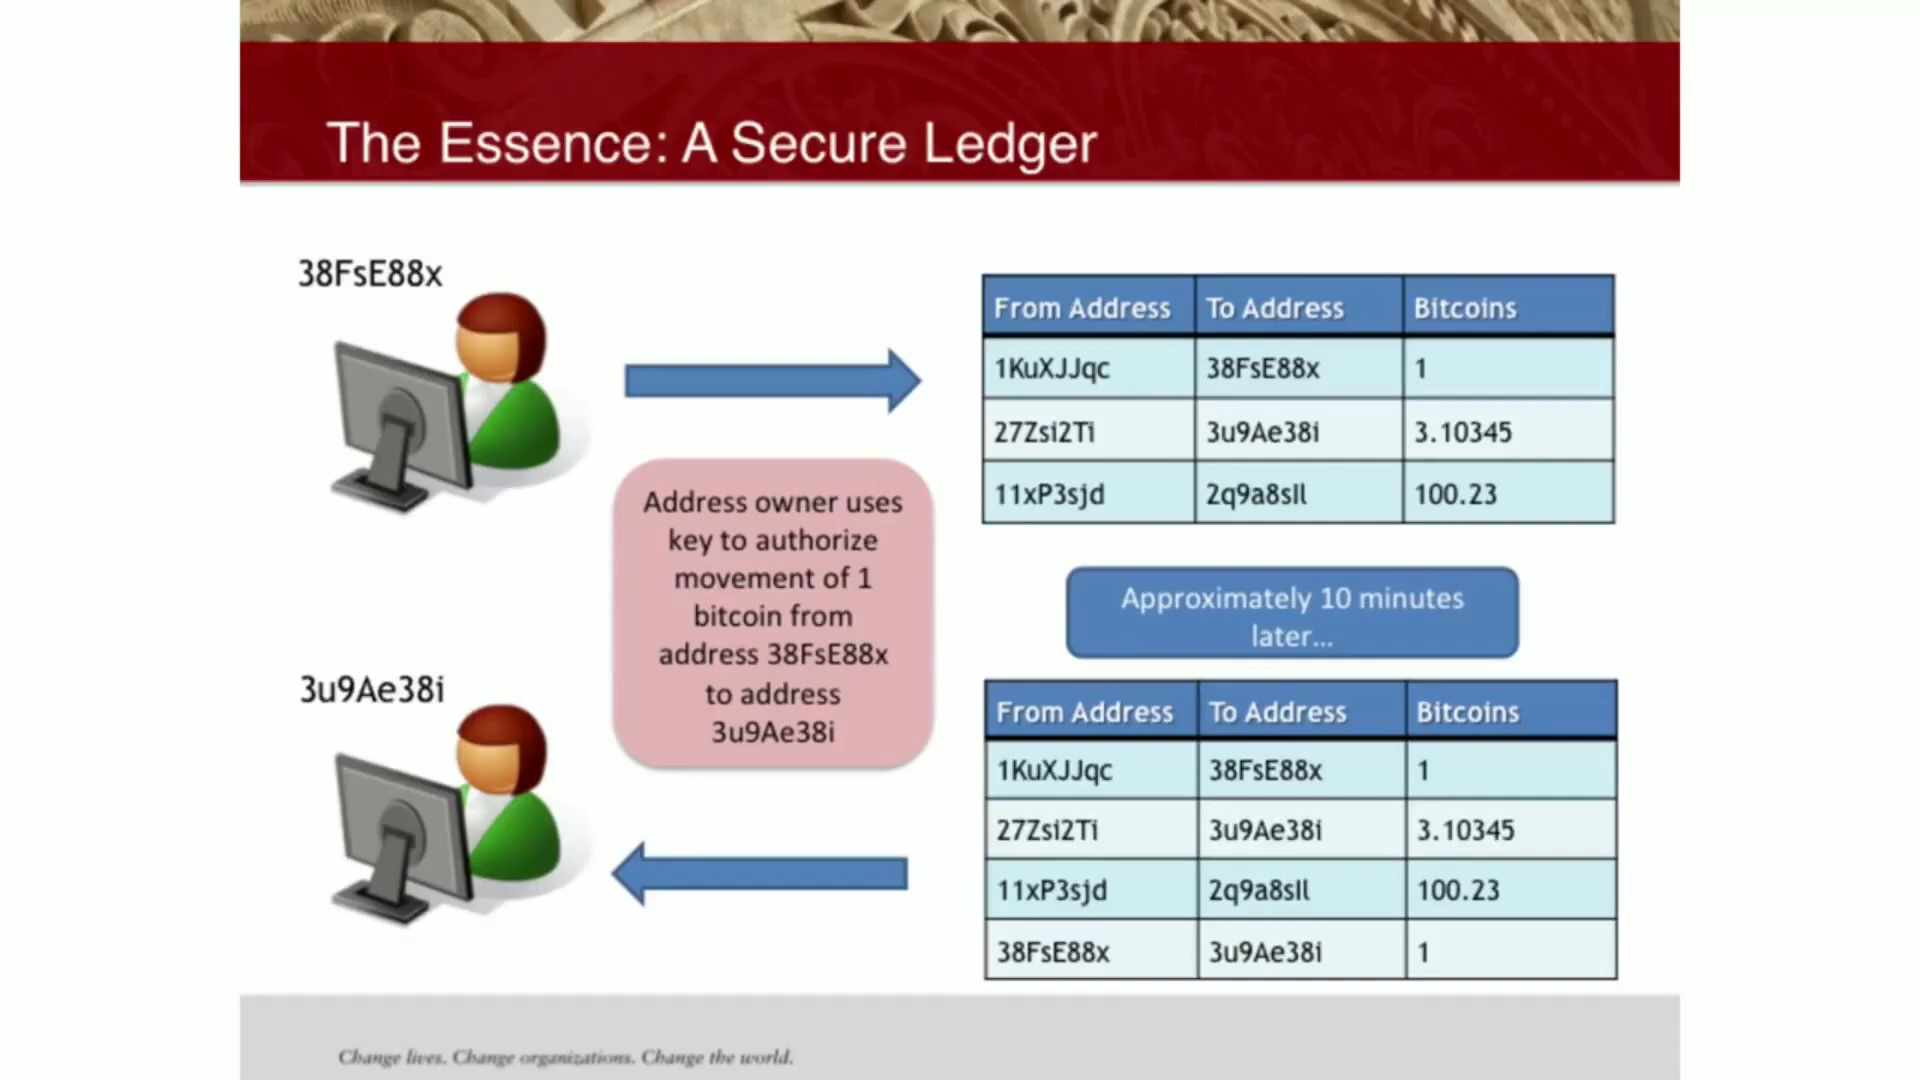 The Essence: A Secure Ledger
38FsE88x
Address owner uses
key to authorize
movement of 1
bitcoin from
address 38FsE88x
to address
3u9Ae38i
3u9Ae38i
From Address To Address Bitcoins
1KuXJJqc 38FsE88x 1
27Zsi2Ti 3u9Ae38i 3.10345
11xP3sjd 2q9a8sIl 100.23
Approximately 10 minutes
later...
From Address To Address Bitcoins
1KuXJJqc 38FsE88x 1
27Zsi2Ti 3u9Ae38i 3.10345
11xP3sjd 2q9a8sIl 100.23
38FsE88x 3u9Ae38i 1
Change lives. Change organizations. Change the world.